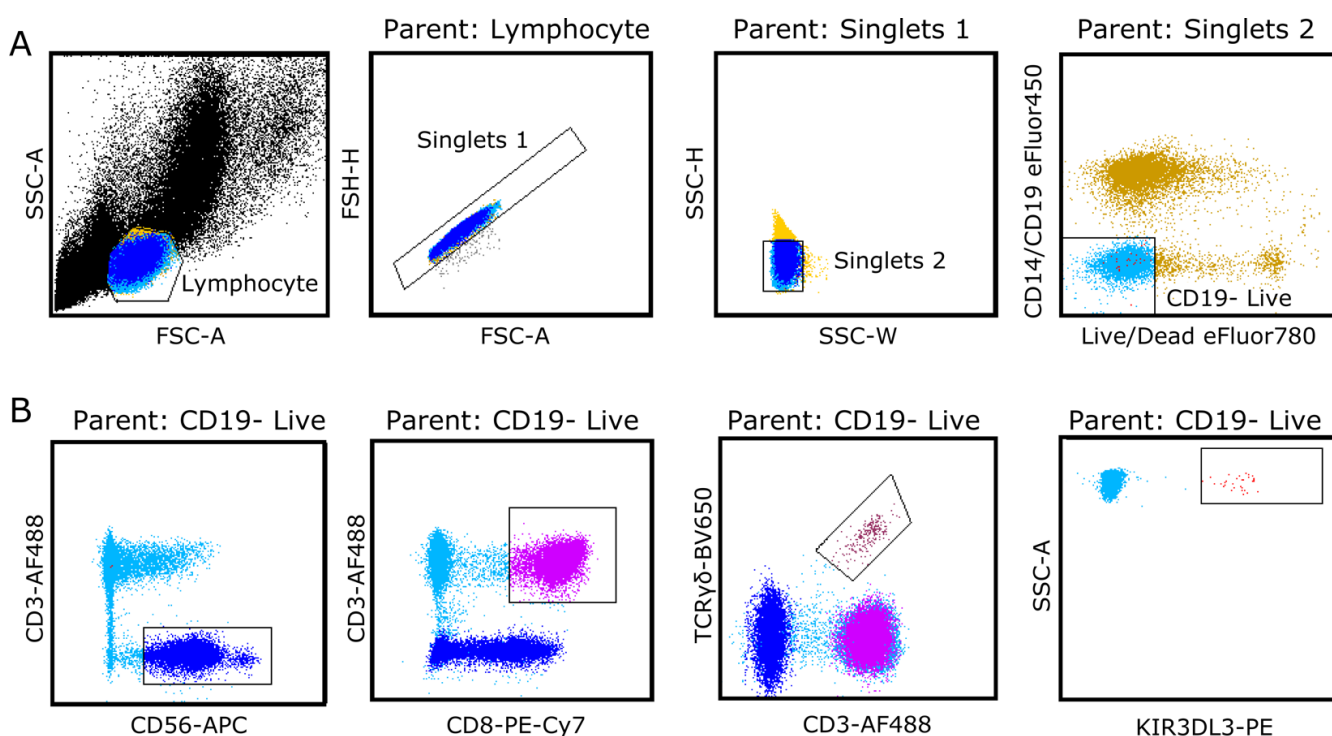 A
Parent: Lymphocyte
Parent: Singlets 1
Parent: Singlets 2
SSC-A
Lymphocyte
FSC-A
FSH-H
Singlets 1
FSC-A
SSC-H
Singlets 2
SSC-W
CD14/CD19 eFluor450
CD19- Live
Live/Dead eFluor780
B
Parent: CD19- Live
Parent: CD19- Live
Parent: CD19- Live
Parent: CD19- Live
CD3-AF488
CD56-APC
CD3-AF488
CD8-PE-Cy7
TCRγδ-BV650
CD3-AF488
SSC-A
KIR3DL3-PE